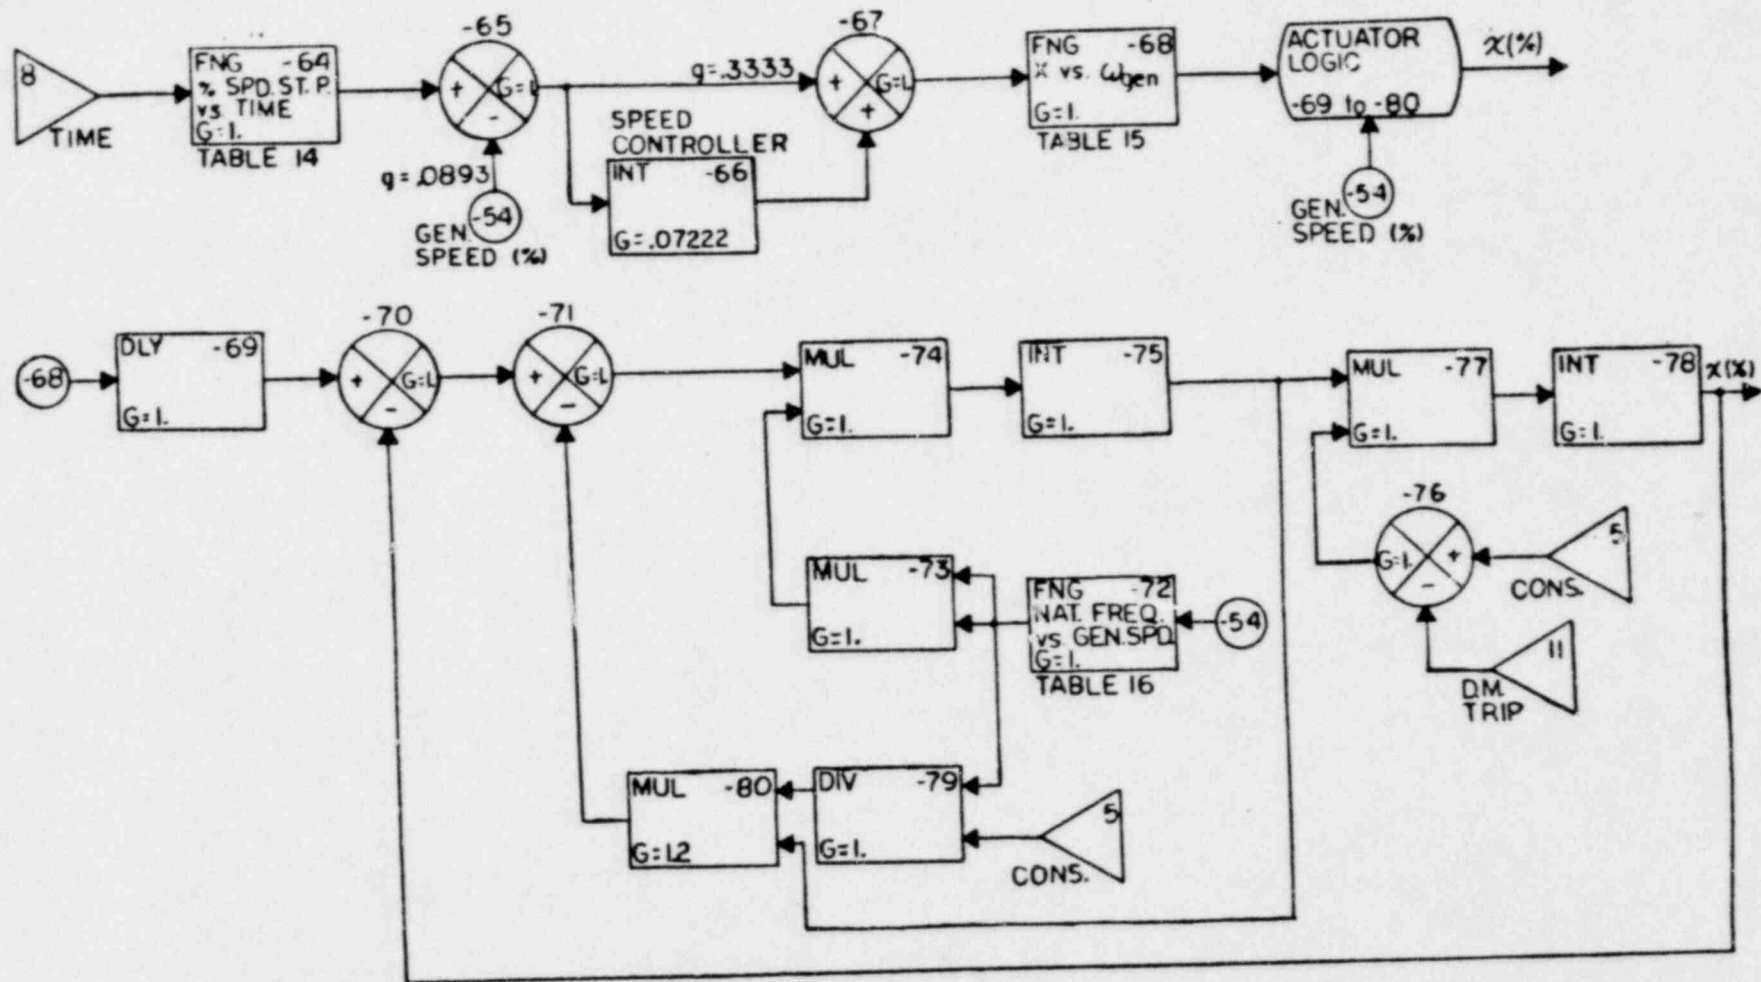 8
TIME
FNG -64
% SPD. ST. P.
vs. TIME
G=1.
TABLE 14
-65
+ G=1.
-
g=.0893
-54
GEN.
SPEED (%)
SPEED
CONTROLLER
INT -66
G=.07222
g=.3333
-67
+ G=1.
+
FNG -68
X vs. ωgen
G=1.
TABLE 15
ACTUATOR
LOGIC
-69 to -80
x(%)
-54
GEN.
SPEED (%)
-68
DLY -69
G=1.
-70
+ G=1.
-
-71
+ G=1.
-
MUL -74
G=1.
INT -75
G=1.
MUL -77
G=1.
INT -78
G=1.
x(%)
-76
G=1. +
-
5
CONS.
11
D.M.
TRIP
MUL -73
G=1.
FNG -72
NAT. FREQ.
vs. GEN. SPD.
G=1.
TABLE 16
-54
MUL -80
G=1.2
DIV -79
G=1.
5
CONS.